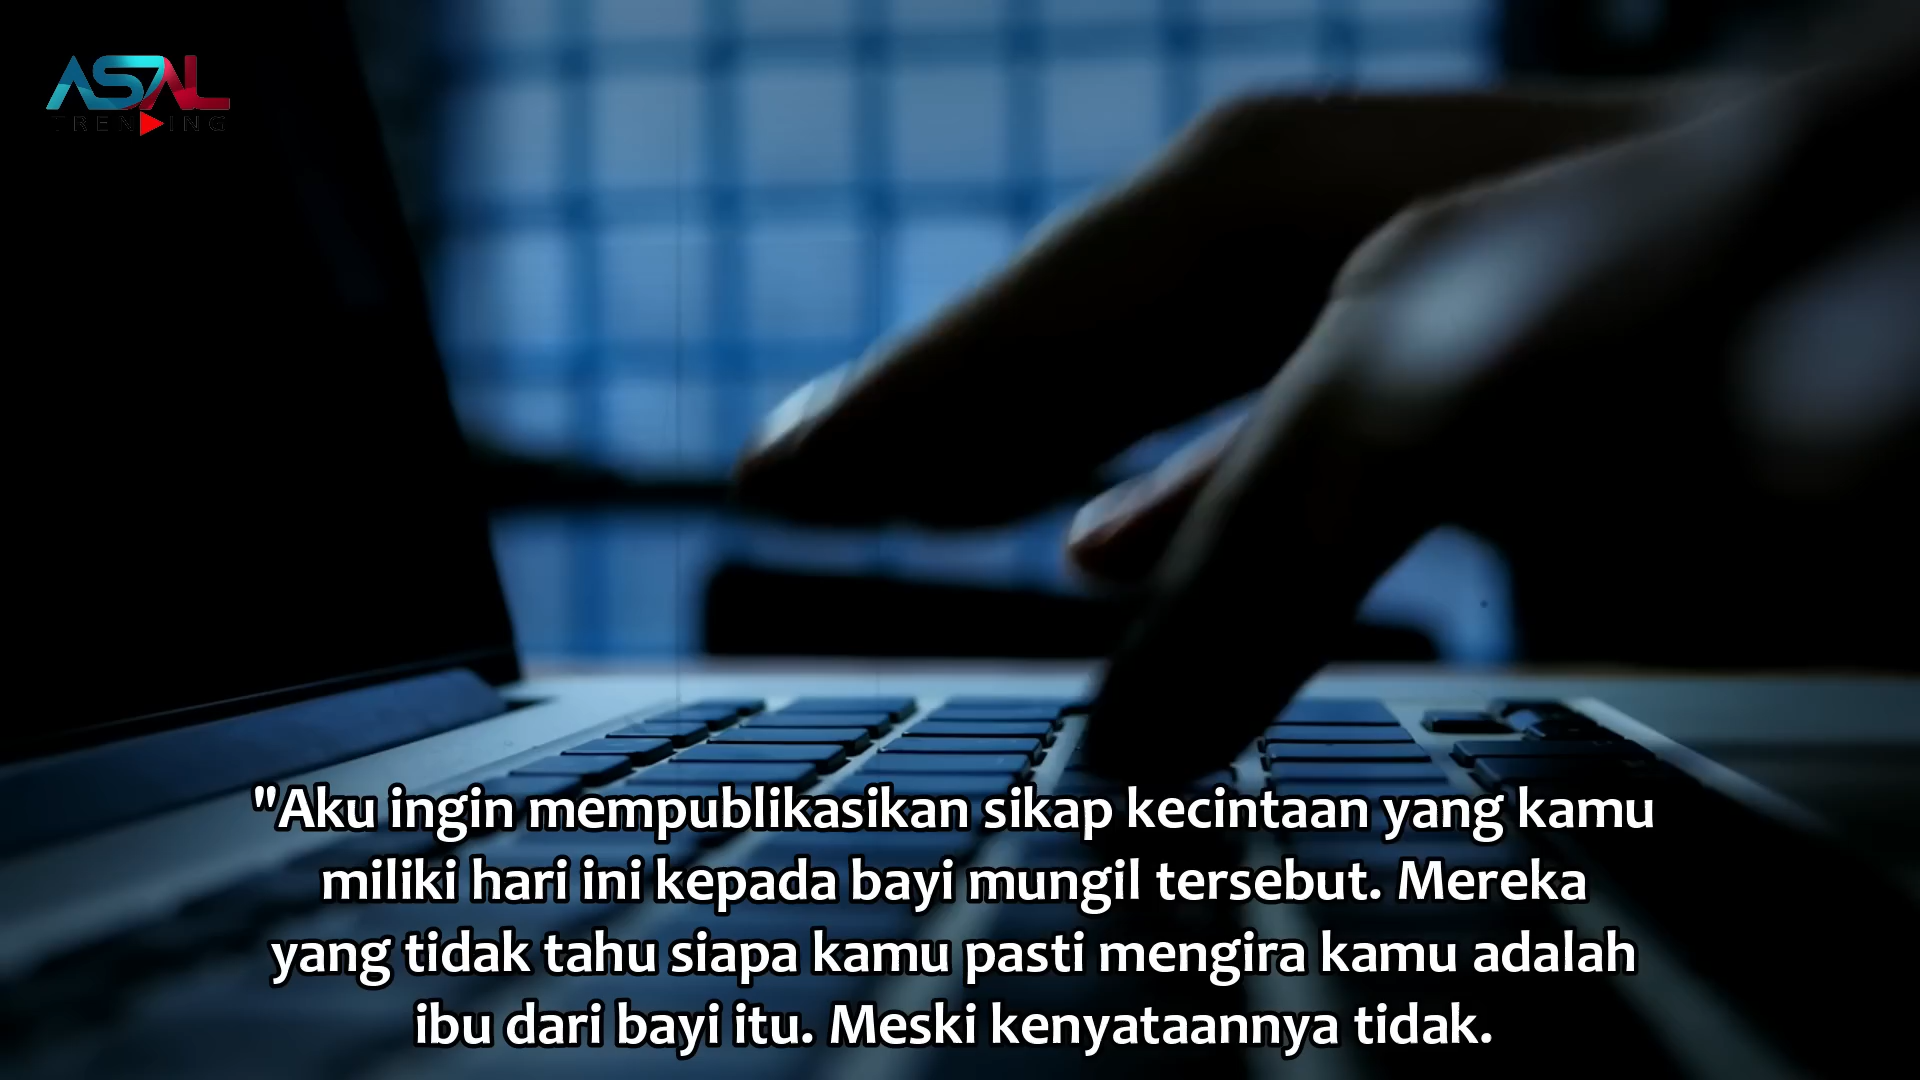 ASAL
TRENDING
"Aku ingin mempublikasikan sikap kecintaan yang kamu
miliki hari ini kepada bayi mungil tersebut. Mereka
yang tidak tahu siapa kamu pasti mengira kamu adalah
ibu dari bayi itu. Meski kenyataannya tidak.